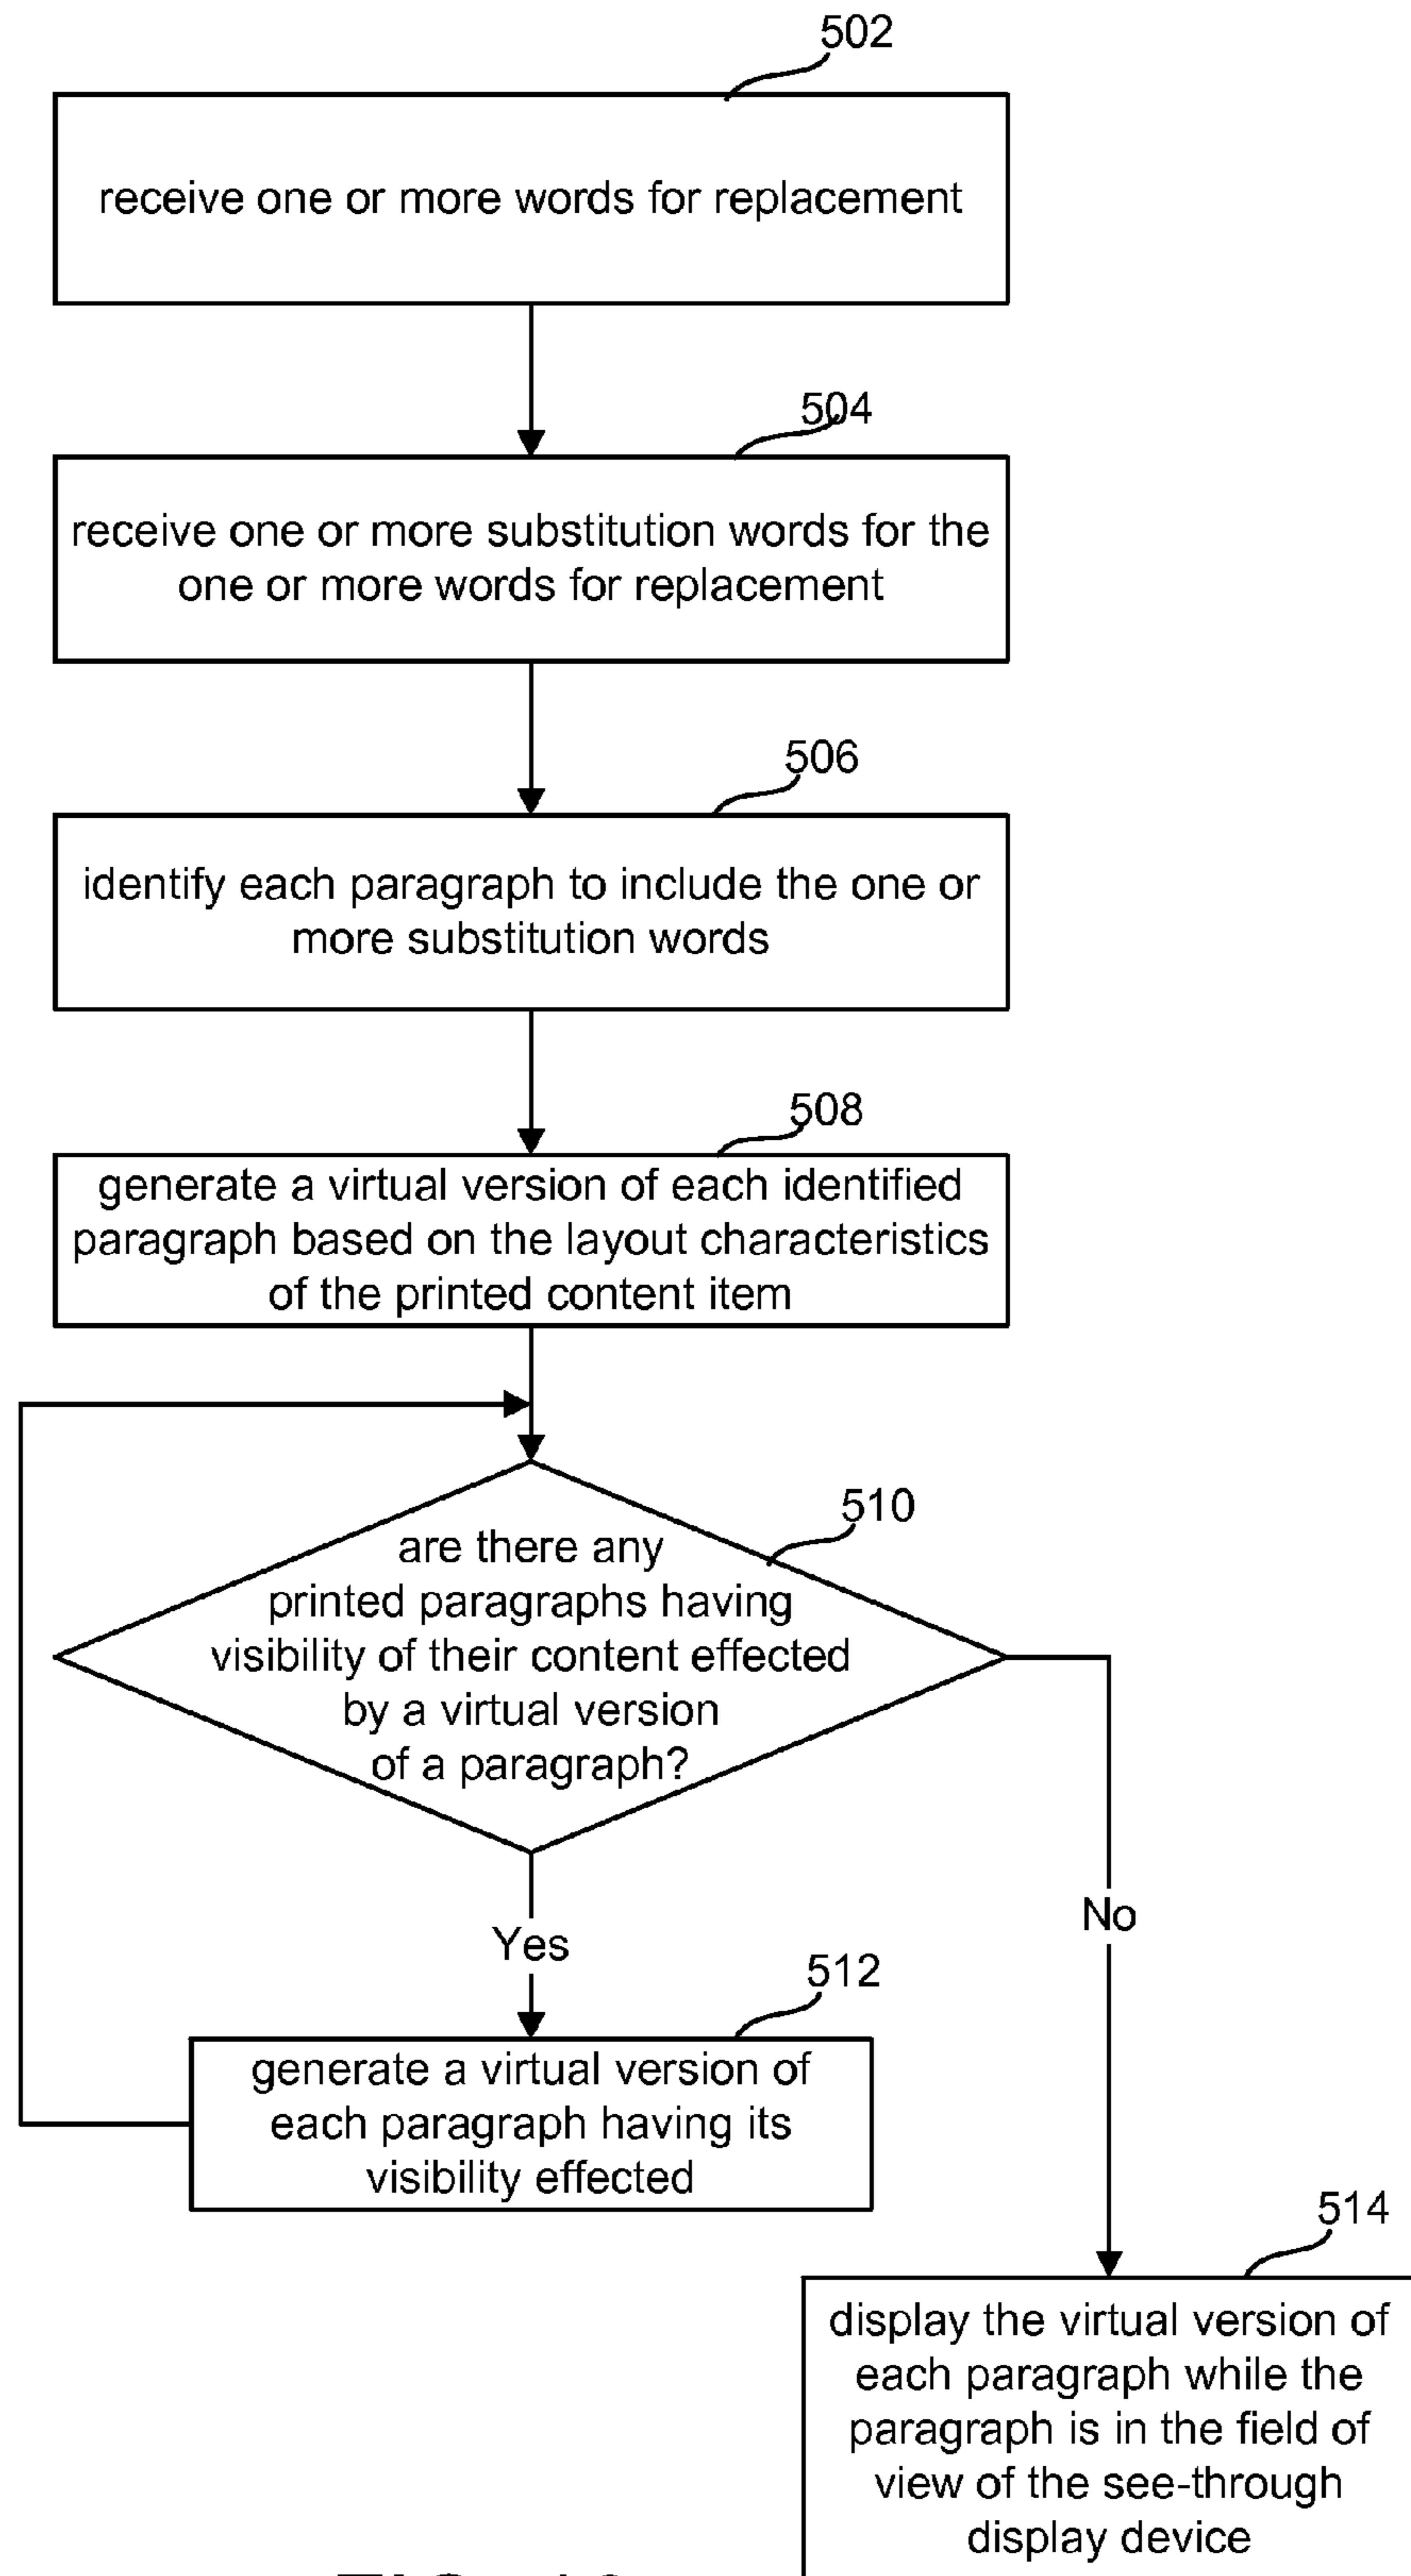 502
receive one or more words for replacement
504
receive one or more substitution words for the
one or more words for replacement
506
identify each paragraph to include the one or
more substitution words
508
generate a virtual version of each identified
paragraph based on the layout characteristics
of the printed content item
510
are there any
printed paragraphs having
visibility of their content effected
by a virtual version
of a paragraph?
Yes
No
512
generate a virtual version of
each paragraph having its
visibility effected
514
display the virtual version of
each paragraph while the
paragraph is in the field of
view of the see-through
display device